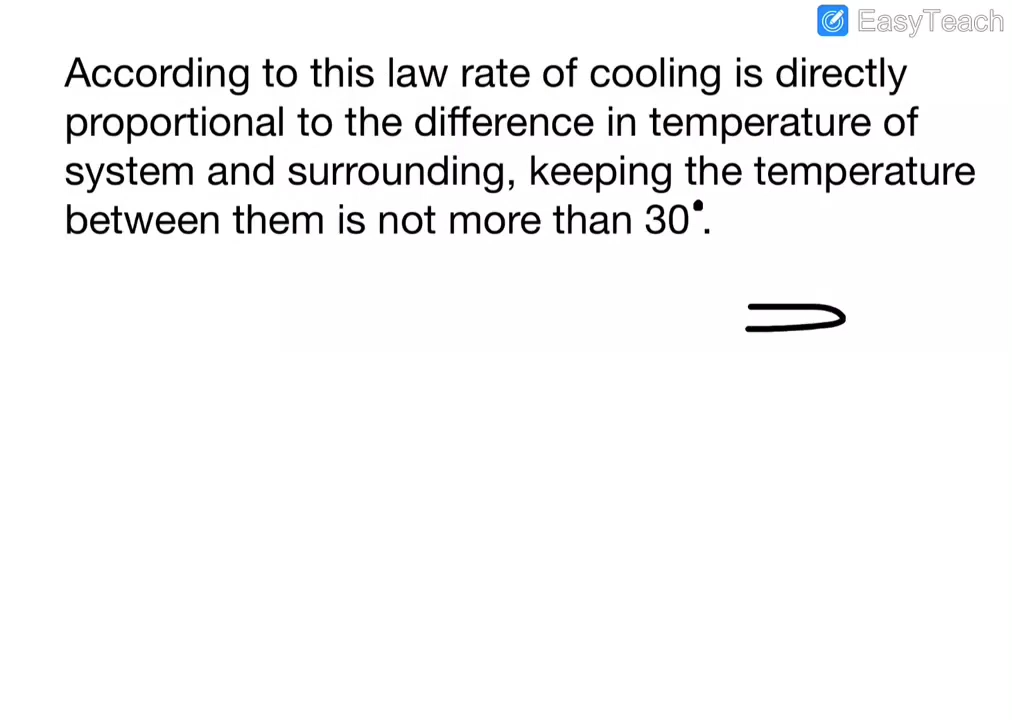 EasyTeach
According to this law rate of cooling is directly
proportional to the difference in temperature of
system and surrounding, keeping the temperature
between them is not more than 30°.